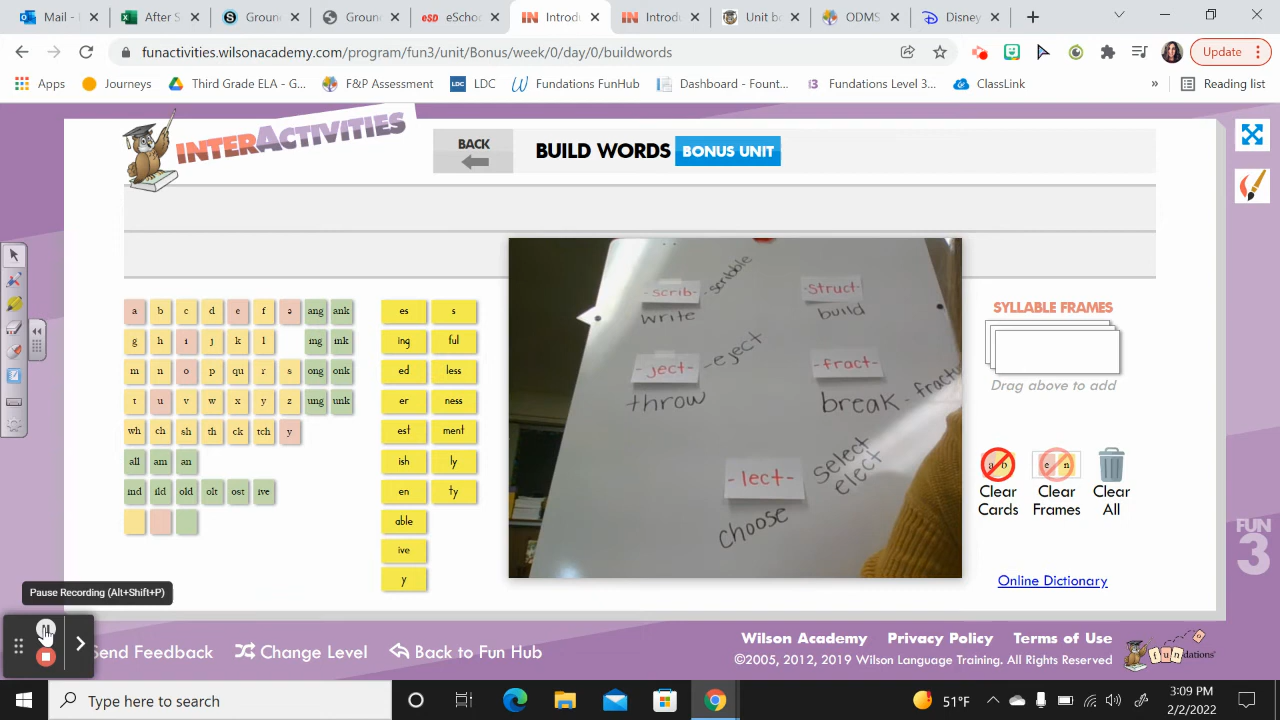 Mail -
After S
Groun
Groun
eSchoo
Introdu
Introdu
Unit bo
ODMS
Disney
funactivities.wilsonacademy.com/program/fun3/unit/Bonus/week/0/day/0/buildwords
Update
Apps
Journeys
Third Grade ELA - G...
F&P Assessment
LDC
Fundations FunHub
Dashboard - Fount...
Fundations Level 3...
ClassLink
»
Reading list
INTERACTIVITIES
BACK
BUILD WORDS BONUS UNIT
a b c d e f ə ang ank
g h i j k l ing ink
m n o p qu r s ong onk
t u v w x y z ung unk
wh ch sh th ck tch y
all am an
ind ild old olt ost ive
es s
ing ful
ed less
er ness
est ment
ish ly
en ty
able
ive
y
-scrib- -scribble
write
-struct-
build
-ject- -eject
throw
-fract-
break -
-lect- select
elect
choose
SYLLABLE FRAMES
Drag above to add
a b
e n
Clear Cards
Clear Frames
Clear All
Online Dictionary
FUN
3
Pause Recording (Alt+Shift+P)
Send Feedback
Change Level
Back to Fun Hub
Wilson Academy Privacy Policy Terms of Use
©2005, 2012, 2019 Wilson Language Training. All Rights Reserved
fundations
Type here to search
51°F
3:09 PM
2/2/2022